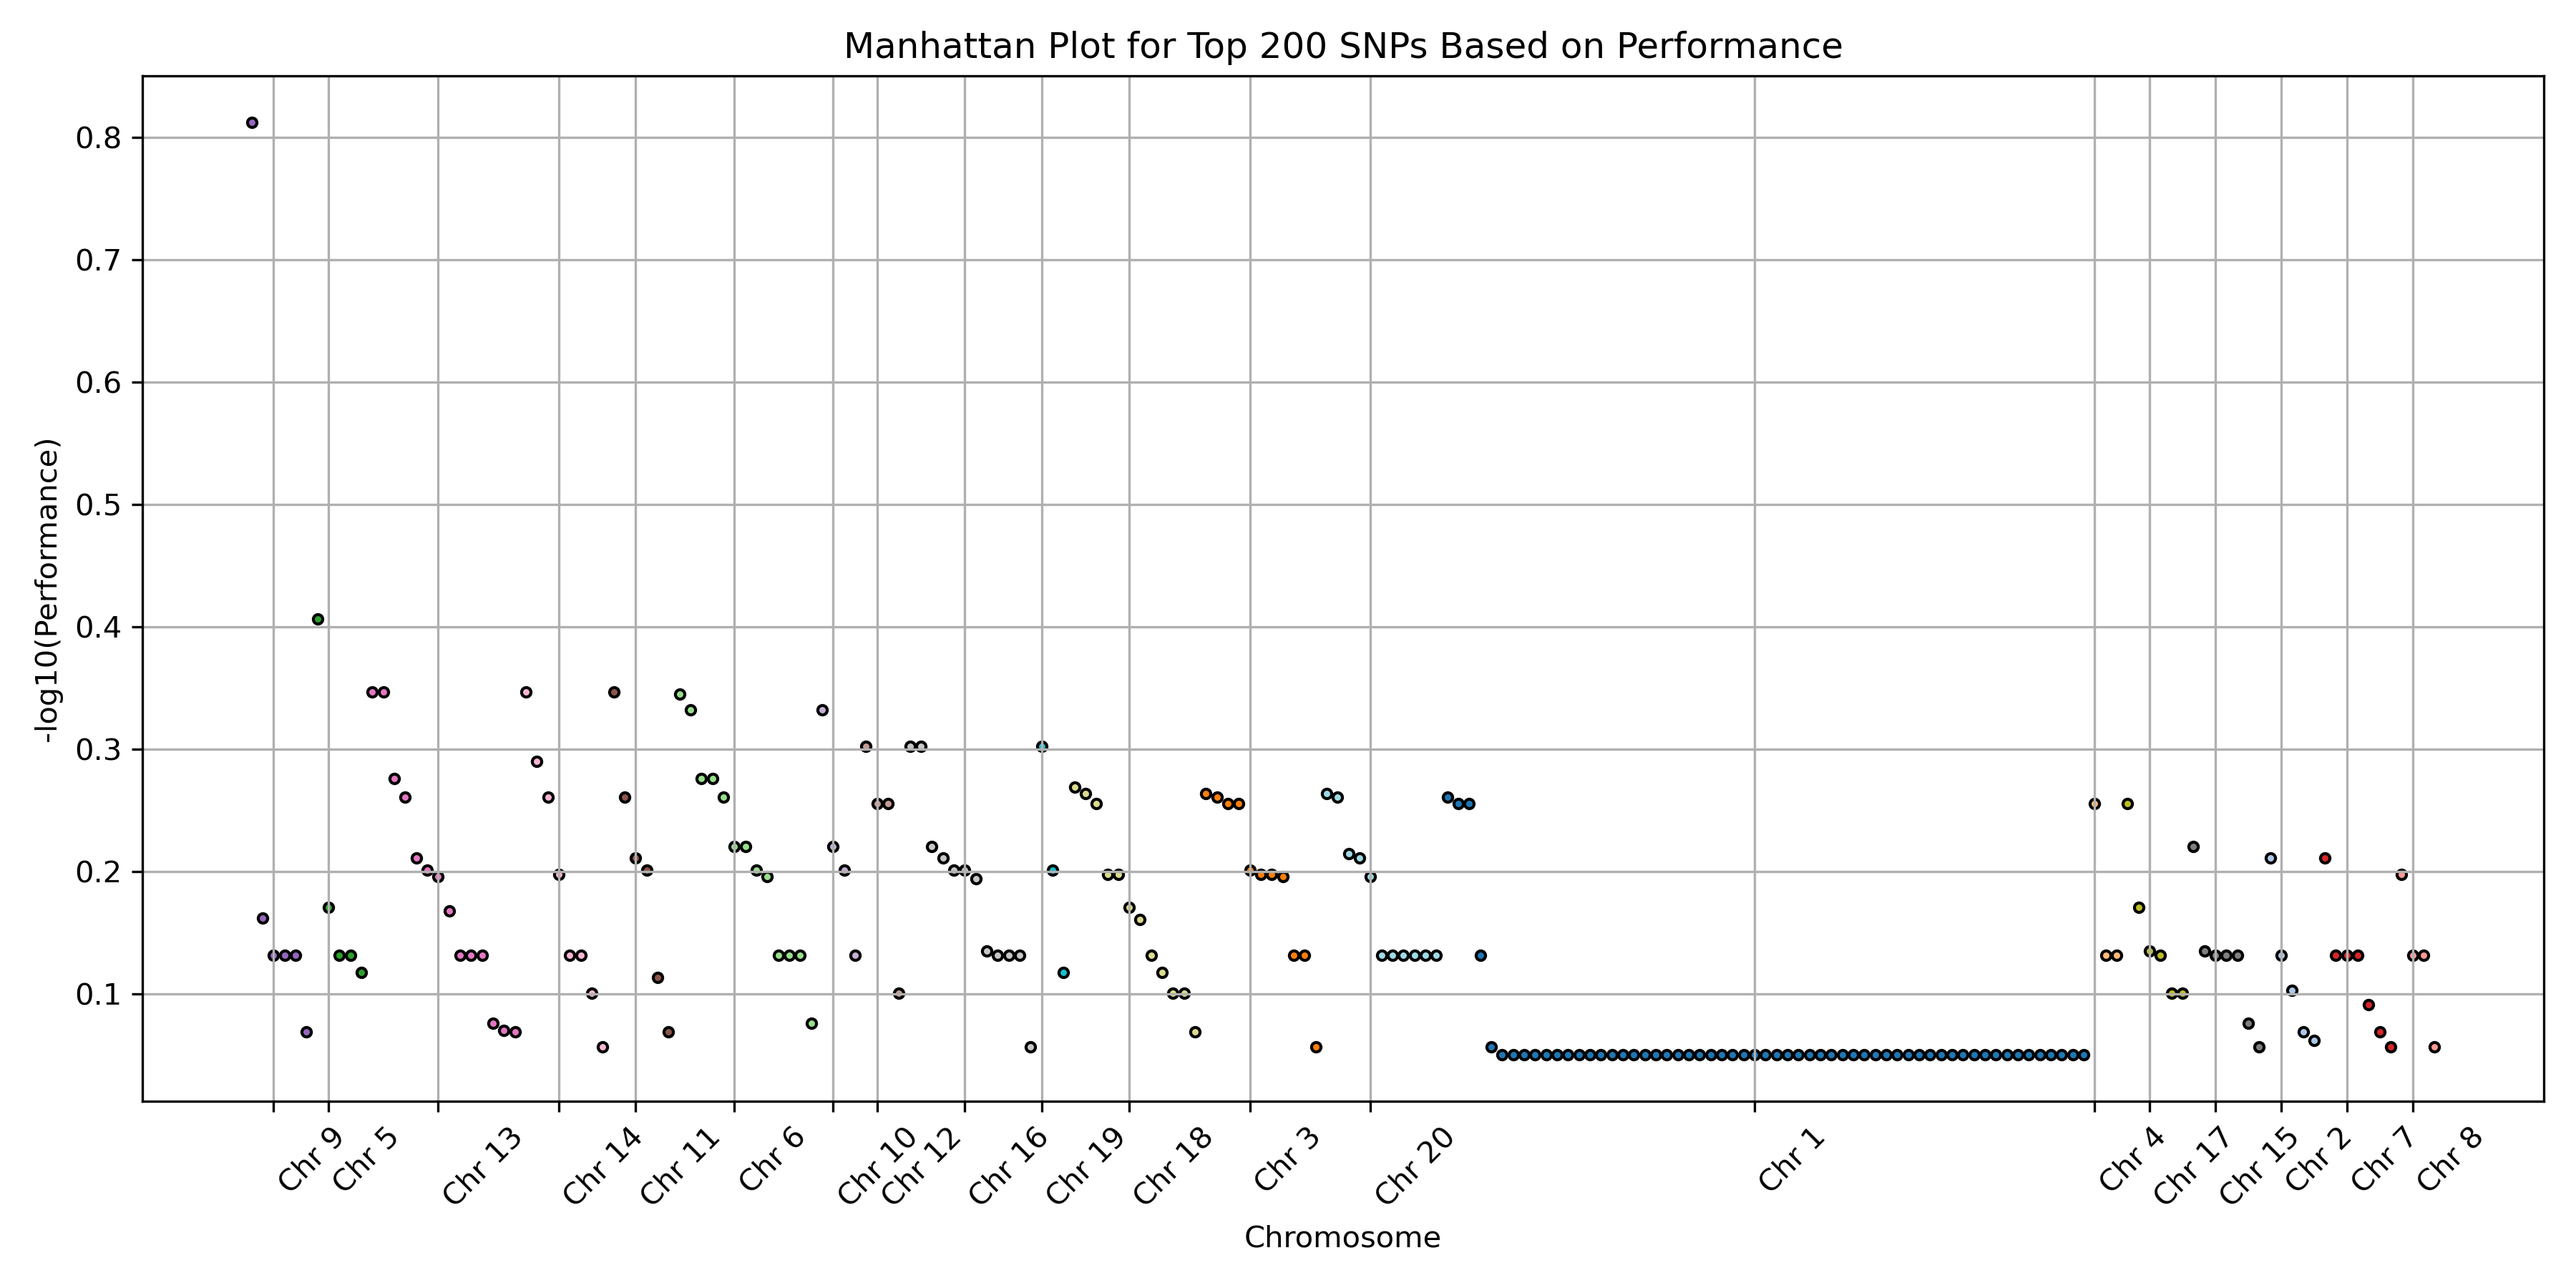 Manhattan Plot for Top 200 SNPs Based on Performance
-log10(Performance)
0.8
0.7
0.6
0.5
0.4
0.3
0.2
0.1
Chr 9
Chr 5
Chr 13
Chr 14
Chr 11
Chr 6
Chr 10
Chr 12
Chr 16
Chr 19
Chr 18
Chr 3
Chr 20
Chr 1
Chr 4
Chr 17
Chr 15
Chr 2
Chr 7
Chr 8
Chromosome